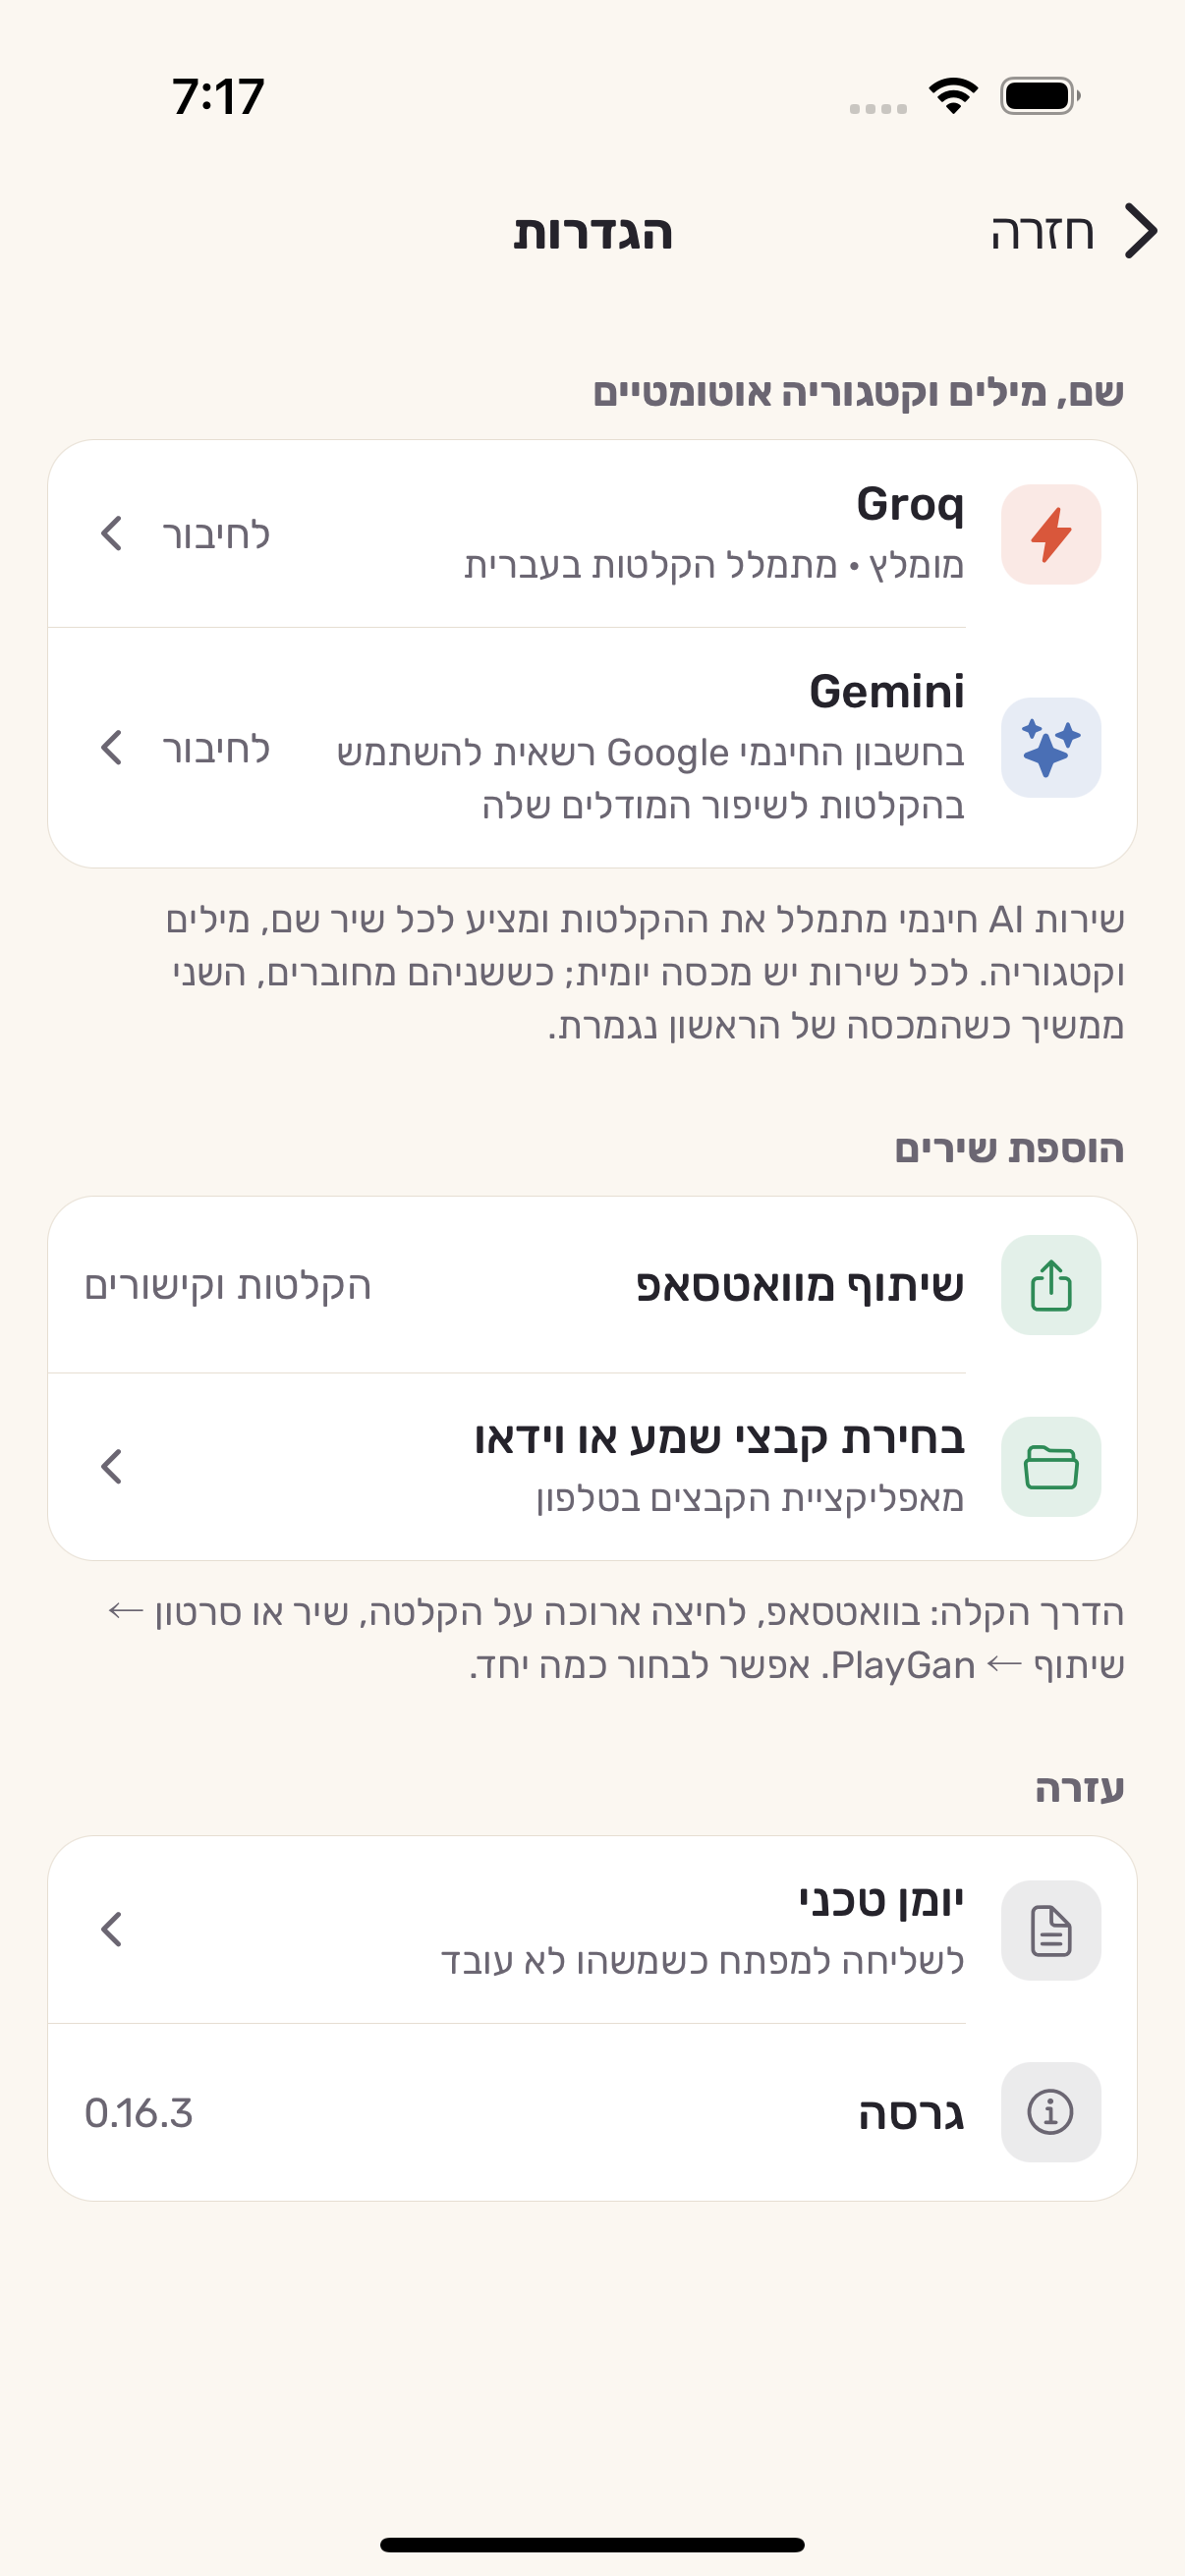 7:17
חזרה
הגדרות
שם, מילים וקטגוריה אוטומטיים
Groq
מומלץ • מתמלל הקלטות בעברית
לחיבור
Gemini
בחשבון החינמי Google רשאית להשתמש
בהקלטות לשיפור המודלים שלה
לחיבור
שירות AI חינמי מתמלל את ההקלטות ומציע לכל שיר שם, מילים
וקטגוריה. לכל שירות יש מכסה יומית; כששניהם מחוברים, השני
ממשיך כשהמכסה של הראשון נגמרת.
הוספת שירים
שיתוף מוואטסאפ
הקלטות וקישורים
בחירת קבצי שמע או וידאו
מאפליקציית הקבצים בטלפון
הדרך הקלה: בוואטסאפ, לחיצה ארוכה על הקלטה, שיר או סרטון ←
שיתוף ← PlayGan. אפשר לבחור כמה יחד.
עזרה
יומן טכני
לשליחה למפתח כשמשהו לא עובד
גרסה
0.16.3